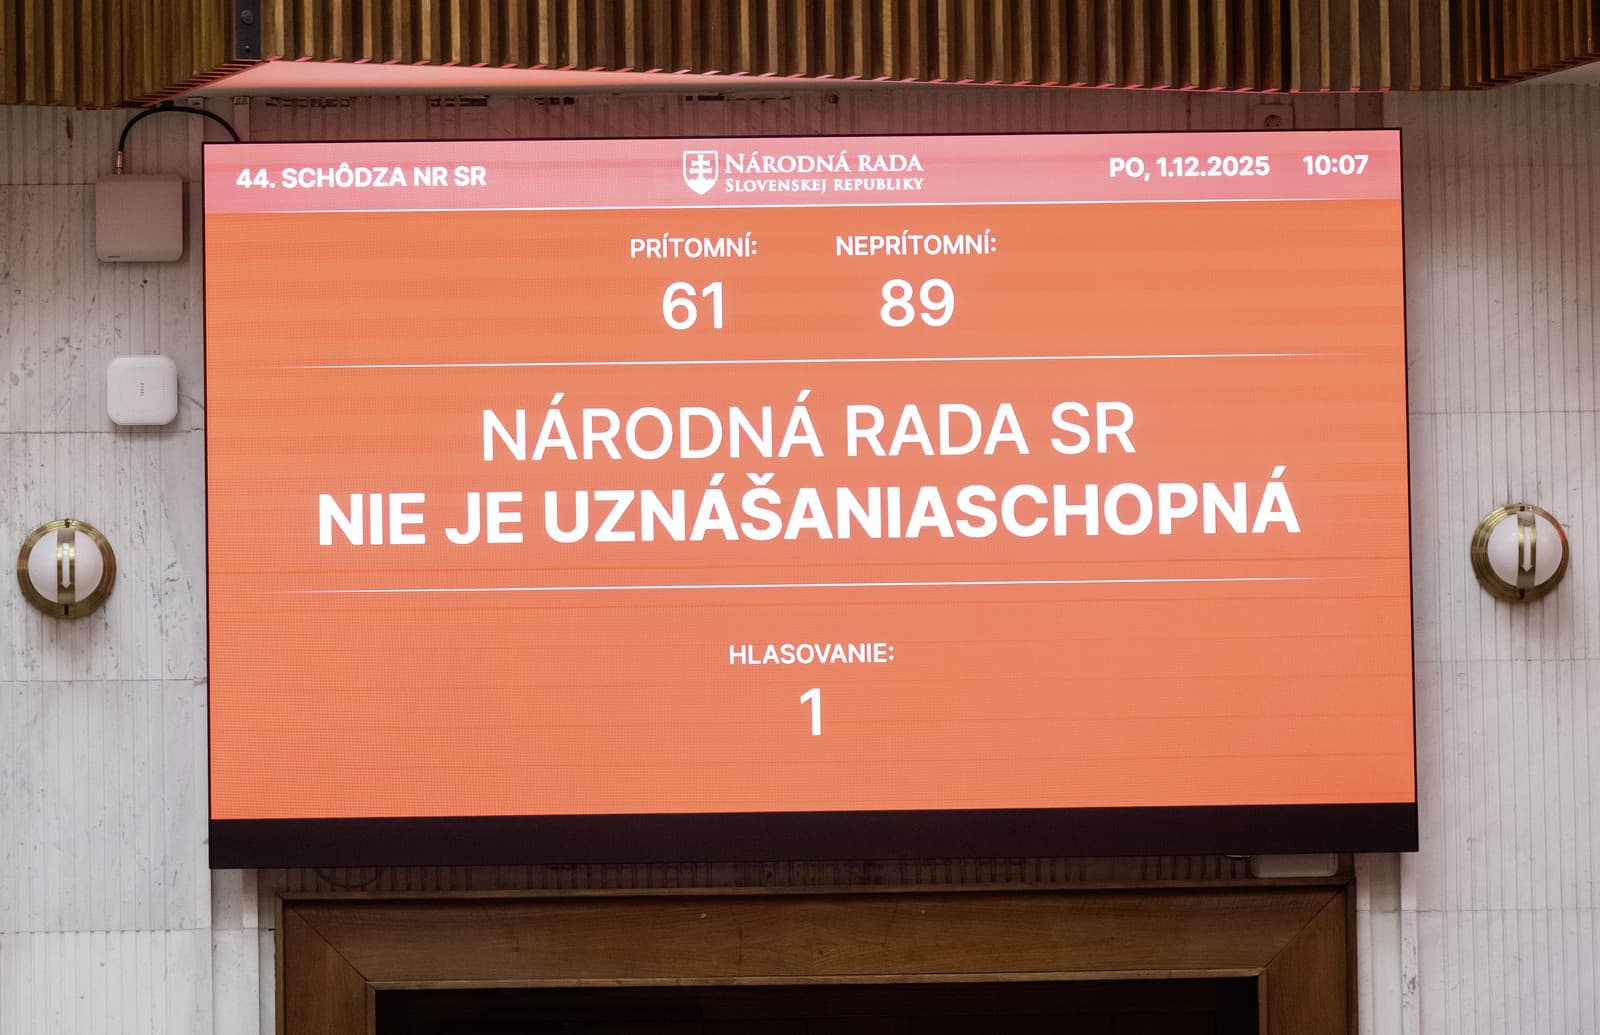 44. SCHÔDZA NR SR
NÁRODNÁ RADA
SLOVENSKEJ REPUBLIKY
PO, 1.12.2025 10:07
PRÍTOMNÍ: NEPRÍTOMNÍ:
61 89
NÁRODNÁ RADA SR
NIE JE UZNÁŠANIASCHOPNÁ
HLASOVANIE:
1